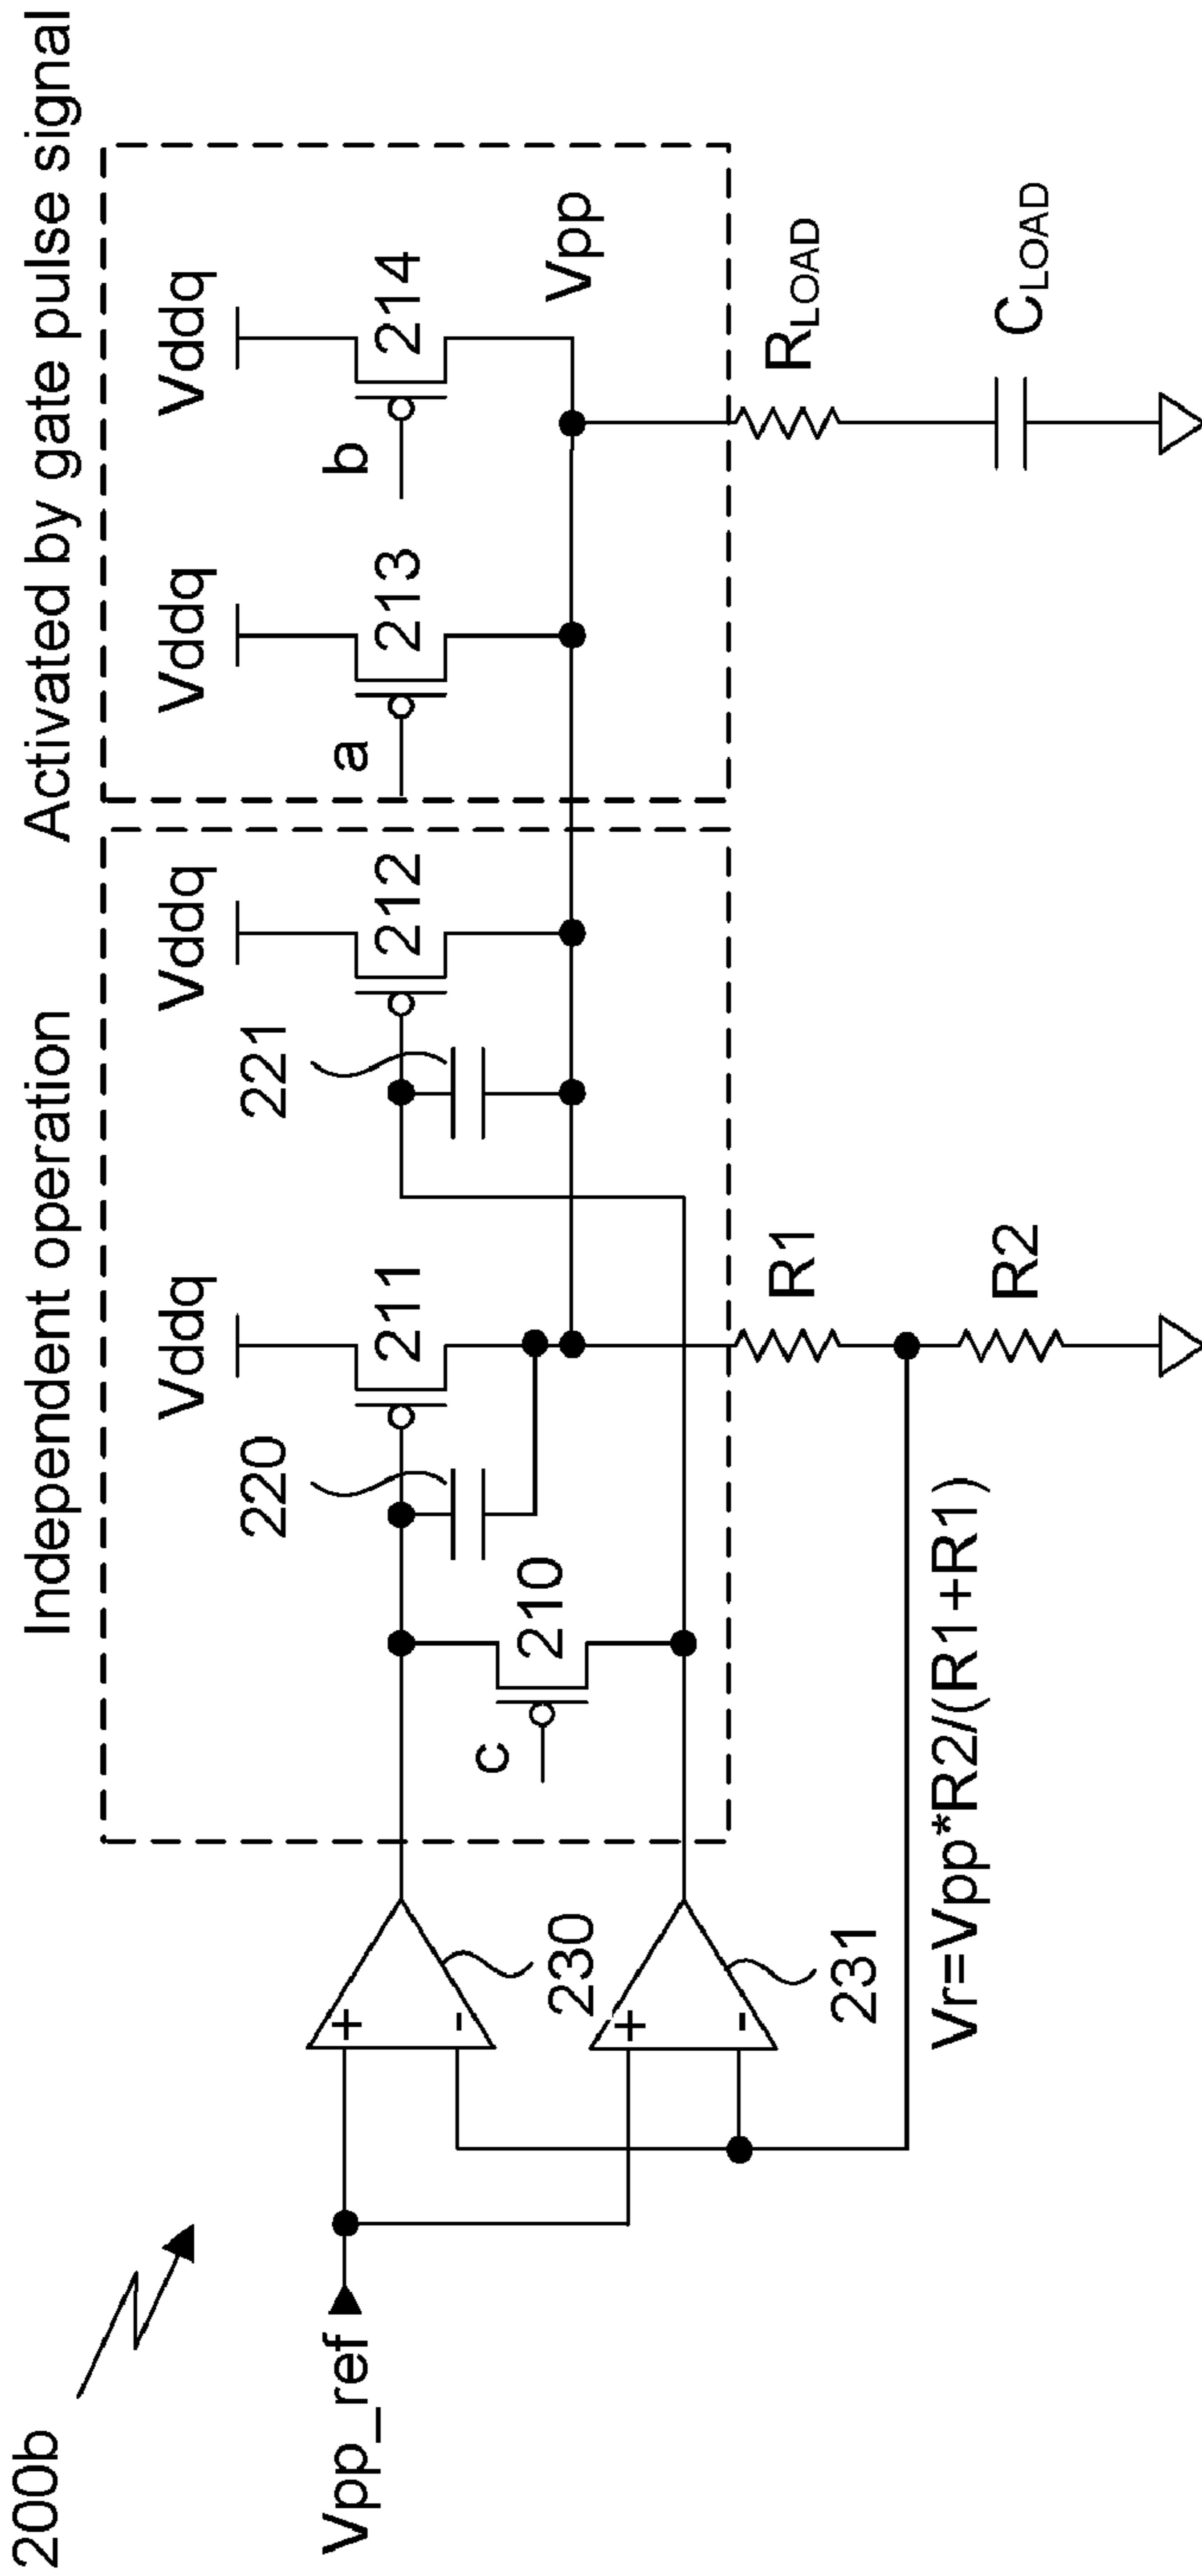 200b
Independent operation
Activated by gate pulse signal
Vddq
Vddq
Vddq
Vddq
220
211
221
212
a
213
b
214
c
210
Vpp
Vpp_ref
+
-
230
+
-
231
R1
R2
RLOAD
CLOAD
Vr=Vpp*R2/(R1+R1)